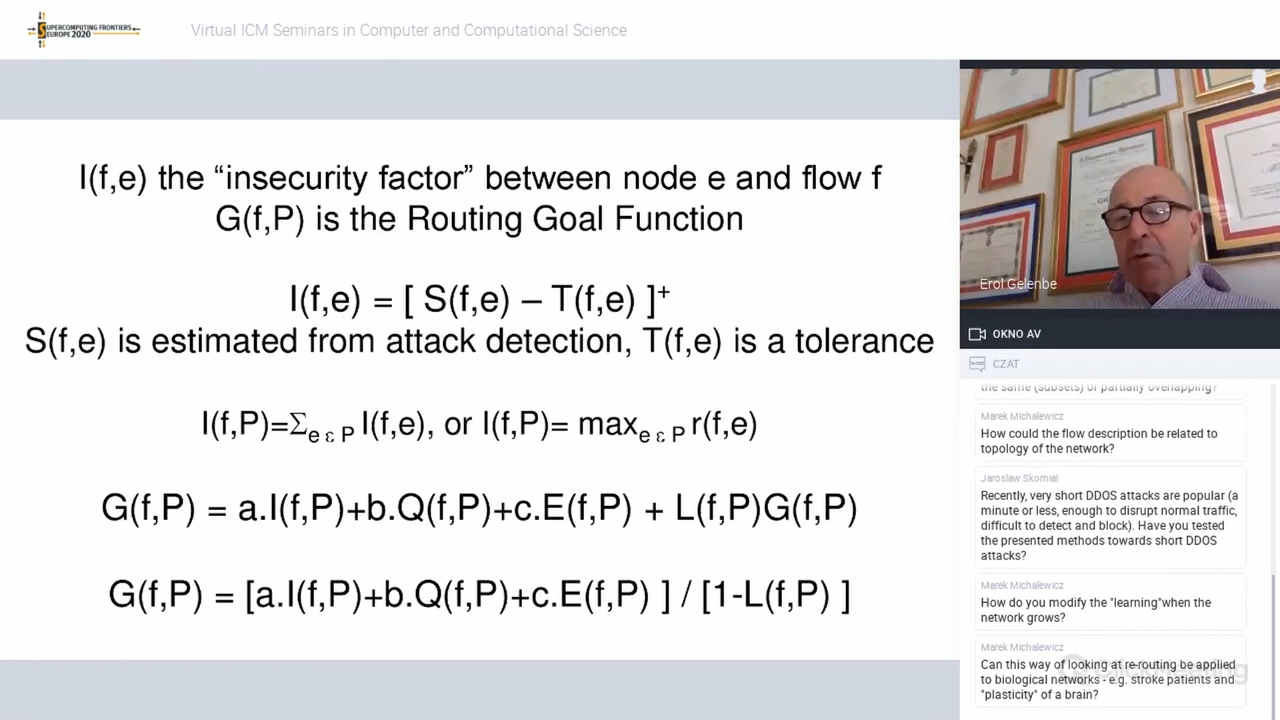 SUPERCOMPUTING FRONTIERS
EUROPE 2020
Virtual ICM Seminars in Computer and Computational Science
I(f,e) the “insecurity factor” between node e and flow f
G(f,P) is the Routing Goal Function
I(f,e) = [ S(f,e) – T(f,e) ]+
S(f,e) is estimated from attack detection, T(f,e) is a tolerance
I(f,P)=Σe ε P I(f,e), or I(f,P)= maxe ε P r(f,e)
G(f,P) = a.I(f,P)+b.Q(f,P)+c.E(f,P) + L(f,P)G(f,P)
G(f,P) = [a.I(f,P)+b.Q(f,P)+c.E(f,P) ] / [1-L(f,P) ]
Erol Gelenbe
OKNO AV
CZAT
the same (subsets) or partially overlapping?
Marek Michalewicz
How could the flow description be related to
topology of the network?
Jaroslaw Skomial
Recently, very short DDOS attacks are popular (a
minute or less, enough to disrupt normal traffic,
difficult to detect and block). Have you tested
the presented methods towards short DDOS
attacks?
Marek Michalewicz
How do you modify the "learning"when the
network grows?
Marek Michalewicz
Can this way of looking at re-routing be applied
to biological networks - e.g. stroke patients and
"plasticity" of a brain?